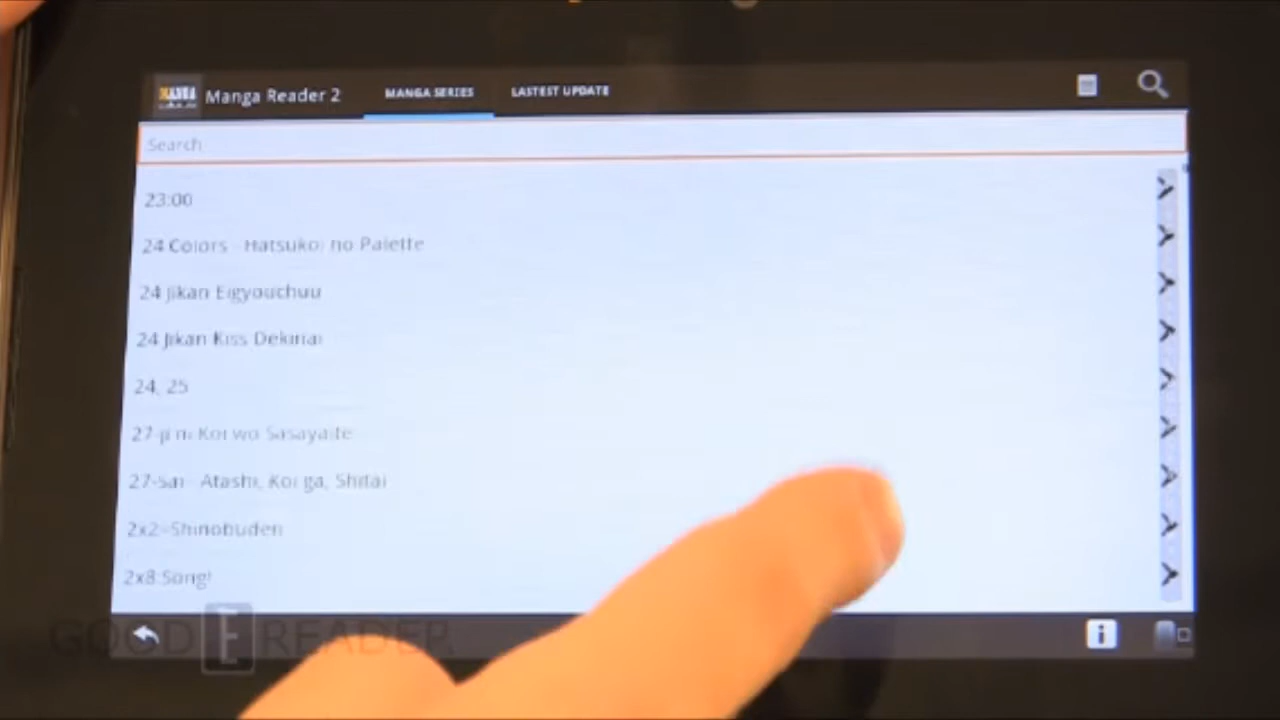 Manga Reader 2 MANGA SERIES LASTEST UPDATE
Search
23:00
24 Colors - Hatsukoi no Palette
24 Jikan Eigyouchuu
24 Jikan Kiss Dekinai
24, 25
27-ji ni Koi wo Sasayaite
27-Sai - Atashi, Koi ga, Shitai
2x2-Shinobuden
2x8 Song!
GOOD E READER